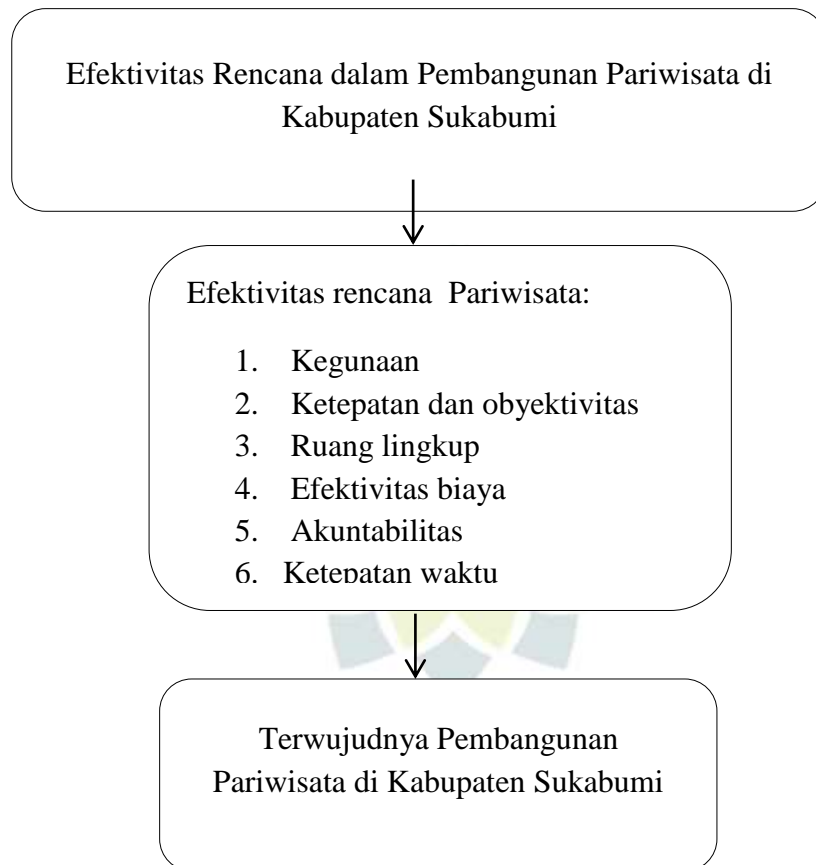 Efektivitas Rencana dalam Pembangunan Pariwisata di
Kabupaten Sukabumi
Efektivitas rencana Pariwisata:
1. Kegunaan
2. Ketepatan dan obyektivitas
3. Ruang lingkup
4. Efektivitas biaya
5. Akuntabilitas
6. Ketepatan waktu
Terwujudnya Pembangunan
Pariwisata di Kabupaten Sukabumi